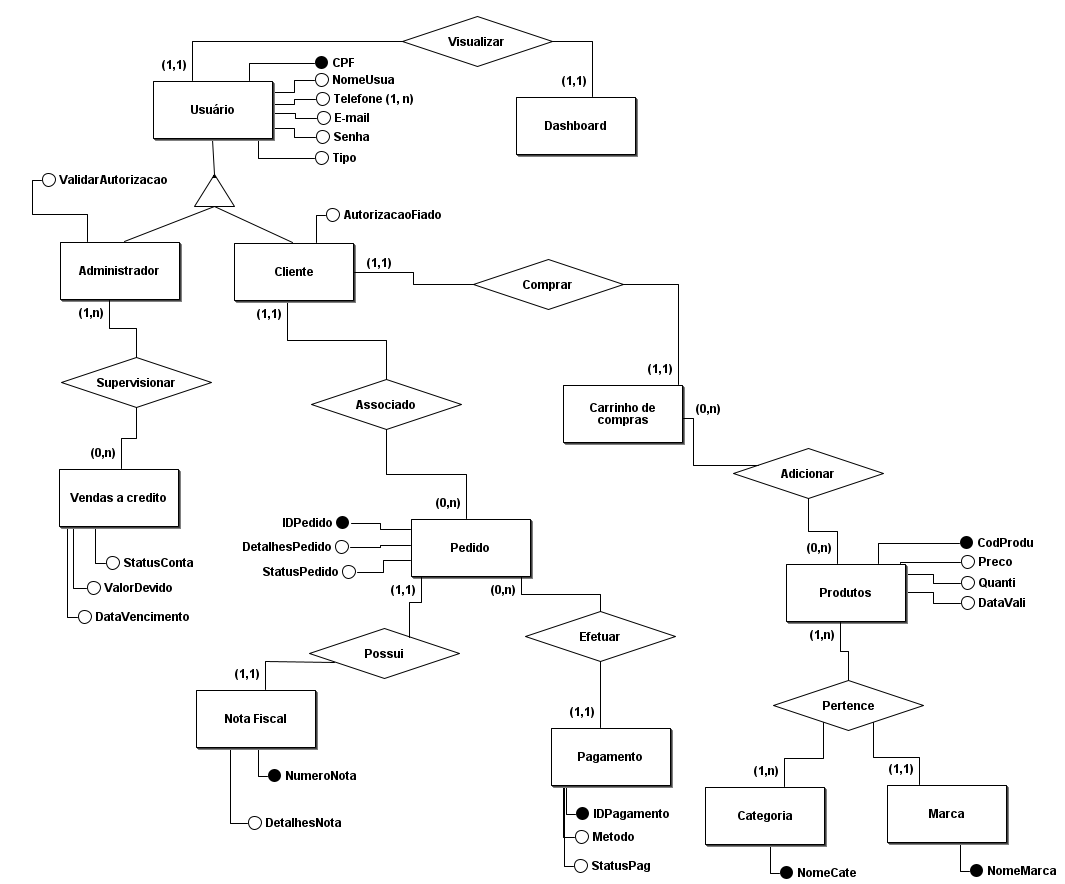 Visualizar
(1,1)
CPF
NomeUsua
Telefone (1, n)
E-mail
Senha
Tipo
Usuário
(1,1)
Dashboard
ValidarAutorizacao
AutorizacaoFiado
Administrador
Cliente
(1,1)
Comprar
(1,n)
(1,1)
Supervisionar
Associado
(1,1)
Carrinho de
compras
(0,n)
Adicionar
(0,n)
Vendas a credito
StatusConta
ValorDevido
DataVencimento
(0,n)
IDPedido
DetalhesPedido
StatusPedido
Pedido
(0,n)
CodProdu
Preco
Quanti
DataVali
Produtos
(1,1)
(0,n)
Possui
Efetuar
(1,n)
Pertence
(1,1)
Nota Fiscal
NumeroNota
DetalhesNota
(1,1)
Pagamento
IDPagamento
Metodo
StatusPag
(1,n)
(1,1)
Categoria
Marca
NomeCate
NomeMarca